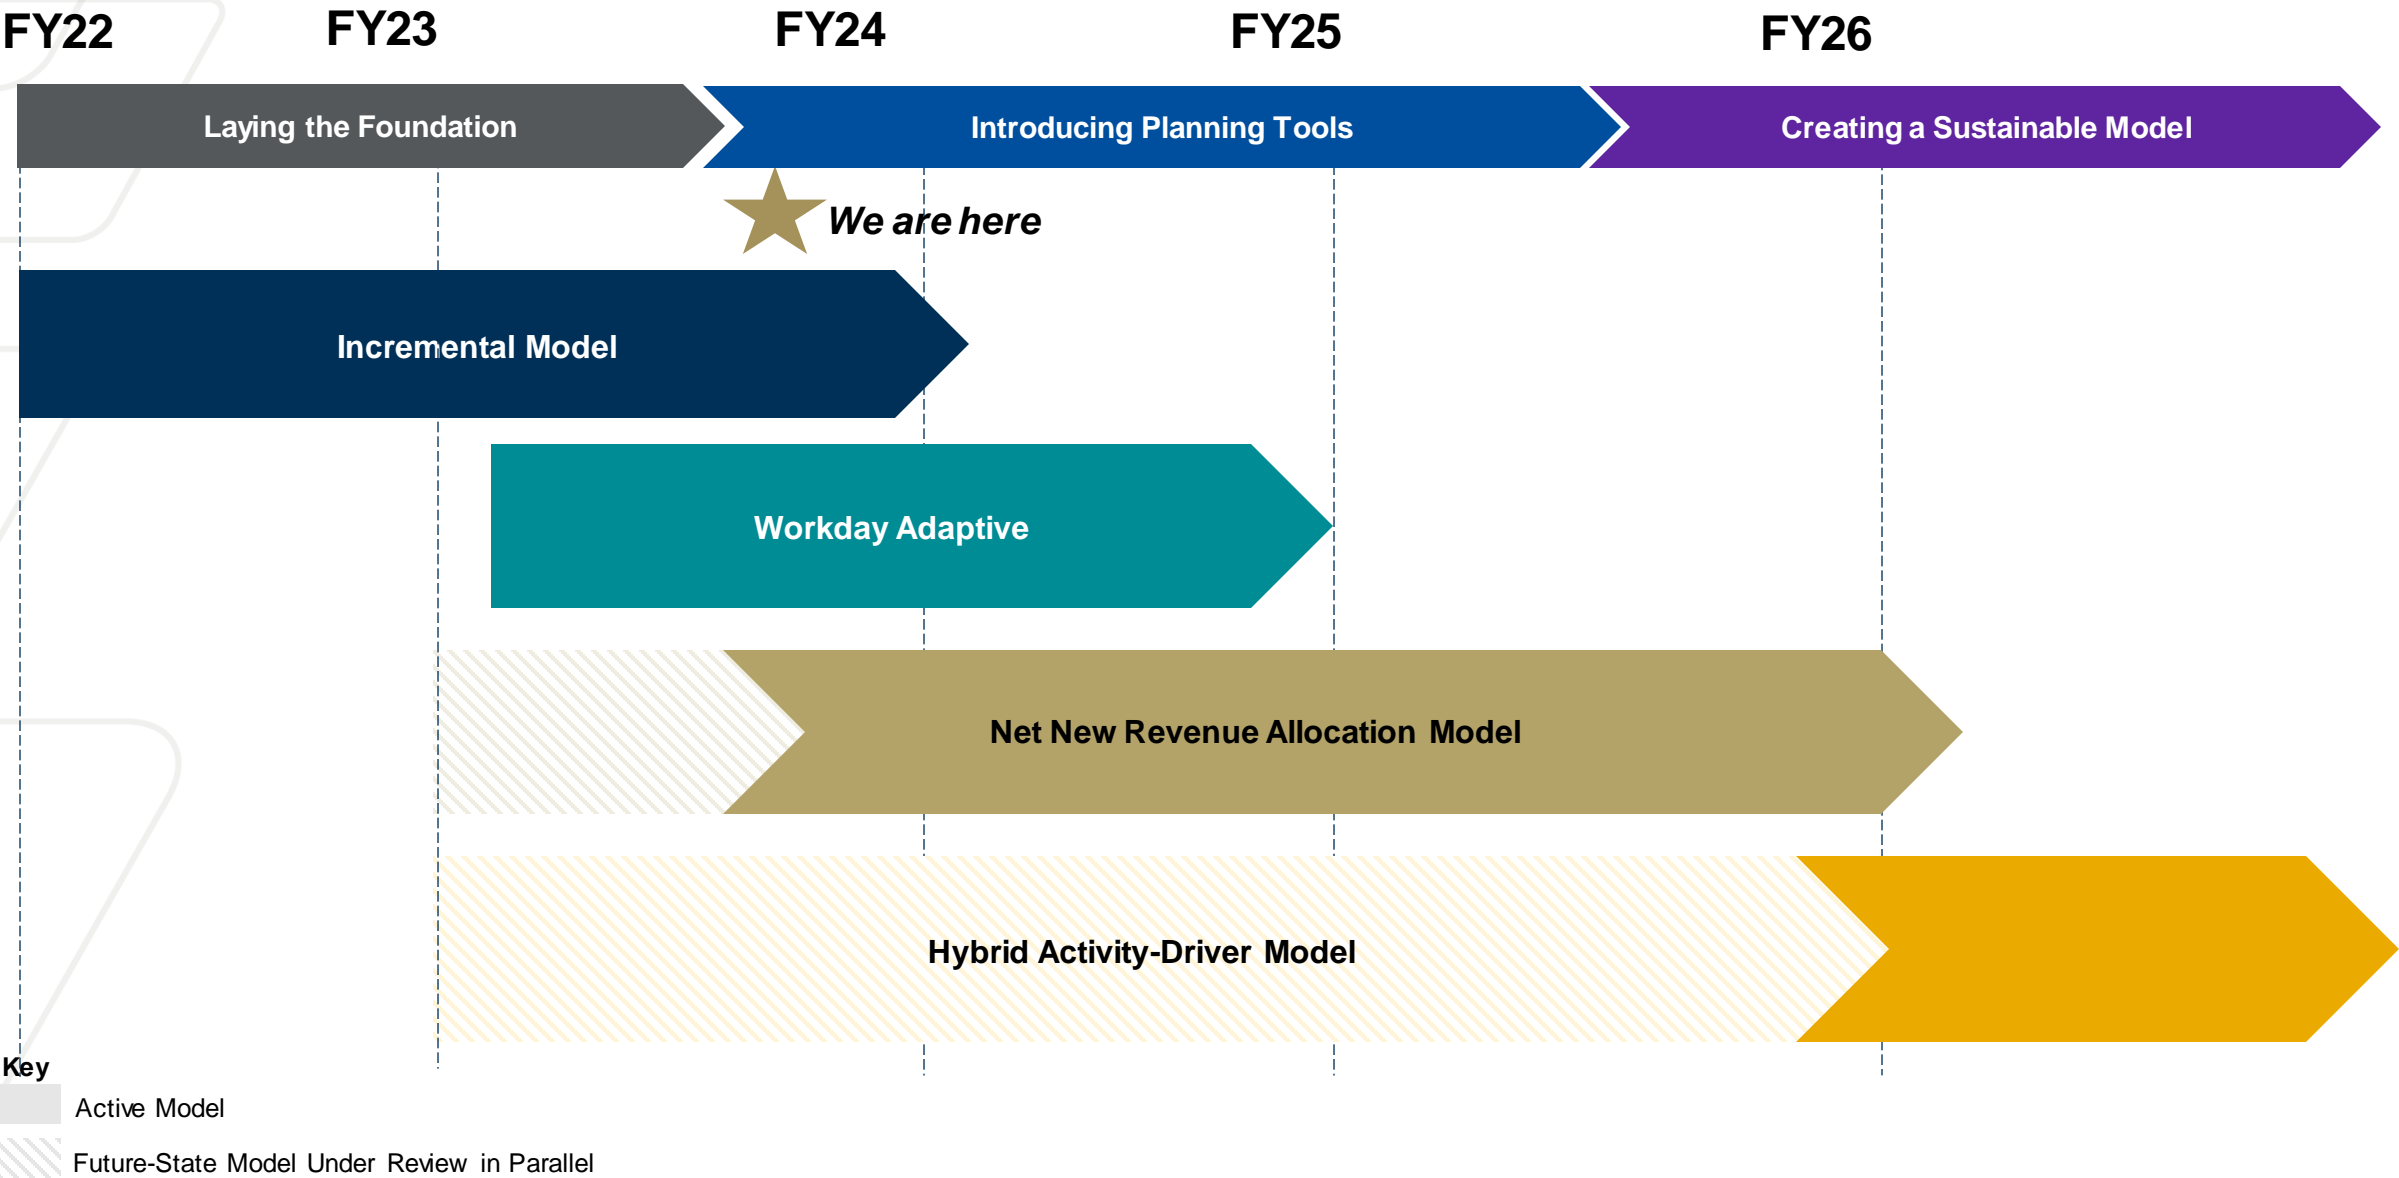 FY22
FY23
FY24
FY25
FY26
Laying the Foundation
Introducing Planning Tools
Creating a Sustainable Model
We are here
Incremental Model
Workday Adaptive
Net New Revenue Allocation Model
Hybrid Activity-Driver Model
Key
Active Model
Future-State Model Under Review in Parallel